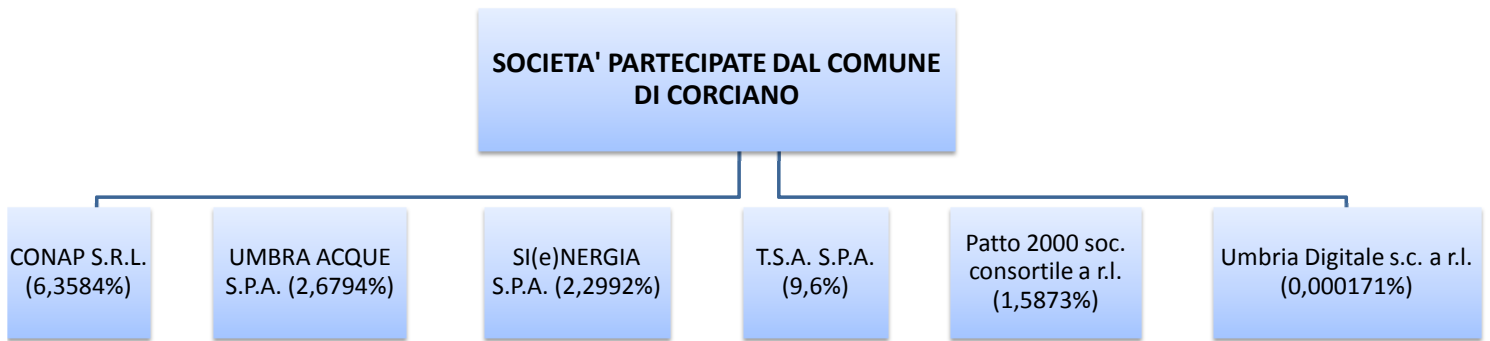 SOCIETA' PARTECIPATE DAL COMUNE
DI CORCIANO
CONAP S.R.L.
(6,3584%)
UMBRA ACQUE
S.P.A. (2,6794%)
SI(e)NERGIA
S.P.A. (2,2992%)
T.S.A. S.P.A.
(9,6%)
Patto 2000 soc.
consortile a r.l.
(1,5873%)
Umbria Digitale s.c. a r.l.
(0,000171%)